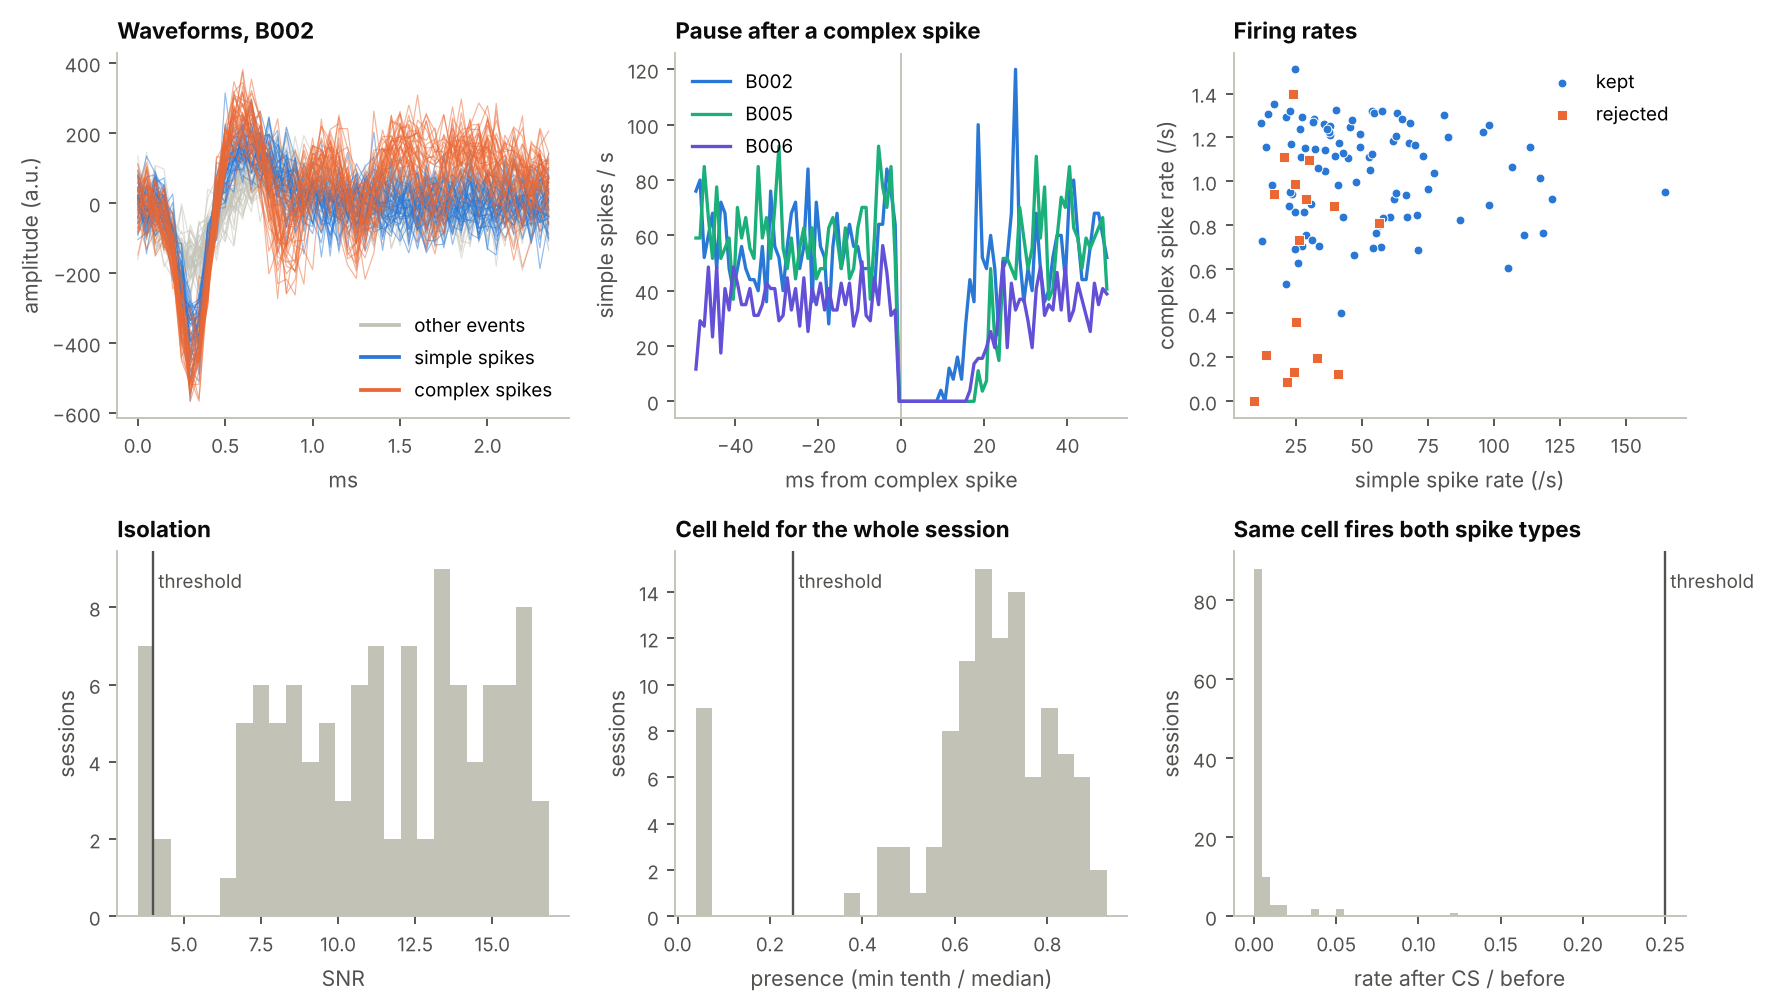 Waveforms, B002
400
200
0
−200
−400
−600
amplitude (a.u.)
other events
simple spikes
complex spikes
0.0 0.5 1.0 1.5 2.0
ms
Pause after a complex spike
120
100
80
60
40
20
0
simple spikes / s
B002
B005
B006
−40 −20 0 20 40
ms from complex spike
Firing rates
1.4
1.2
1.0
0.8
0.6
0.4
0.2
0.0
complex spike rate (/s)
kept
rejected
25 50 75 100 125 150
simple spike rate (/s)
Isolation
threshold
8
6
4
2
0
sessions
5.0 7.5 10.0 12.5 15.0
SNR
Cell held for the whole session
threshold
14
12
10
8
6
4
2
0
sessions
0.0 0.2 0.4 0.6 0.8
presence (min tenth / median)
Same cell fires both spike types
threshold
80
60
40
20
0
sessions
0.00 0.05 0.10 0.15 0.20 0.25
rate after CS / before